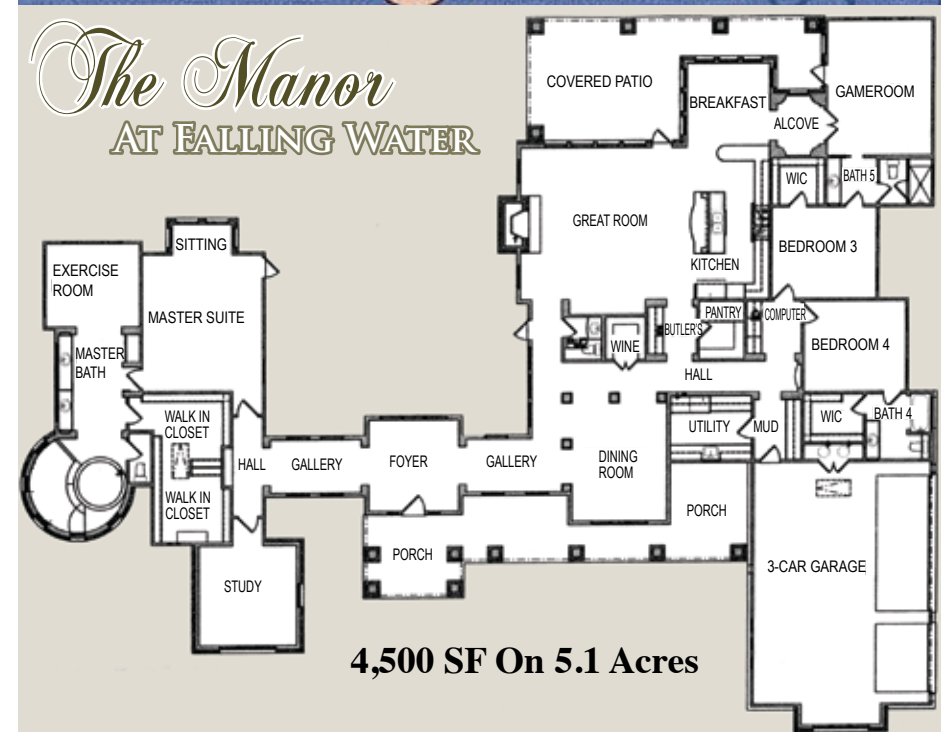 The Manor
AT FALLING WATER
COVERED PATIO
BREAKFAST
GAMEROOM
ALCOVE
WIC
BATH 5
GREAT ROOM
KITCHEN
BEDROOM 3
SITTING
EXERCISE
ROOM
MASTER SUITE
PANTRY
COMPUTER
BUTLER'S
WINE
BEDROOM 4
MASTER
BATH
HALL
WALK IN
CLOSET
UTILITY
MUD
WIC
BATH 4
HALL
GALLERY
FOYER
GALLERY
DINING
ROOM
WALK IN
CLOSET
PORCH
PORCH
3-CAR GARAGE
STUDY
4,500 SF On 5.1 Acres